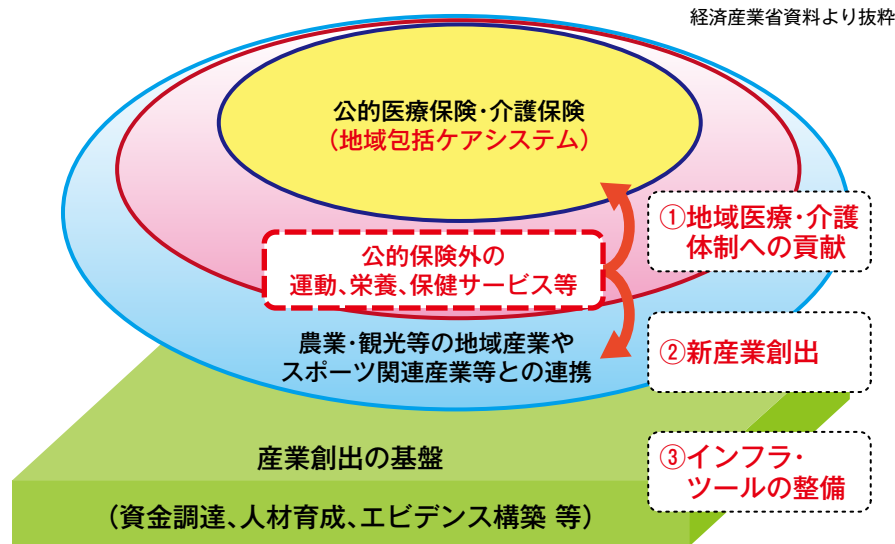 経済産業省資料より抜粋
公的医療保険・介護保険
（地域包括ケアシステム）
①地域医療・介護
体制への貢献
公的保険外の
運動、栄養、保健サービス等
農業・観光等の地域産業や
スポーツ関連産業等との連携
②新産業創出
産業創出の基盤
③インフラ・
ツールの整備
（資金調達、人材育成、エビデンス構築 等）